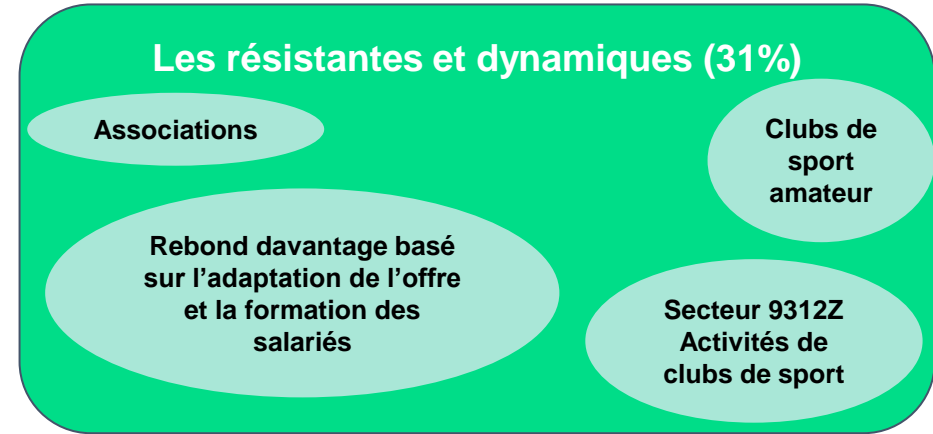 Les résistantes et dynamiques (31%)
Associations
Clubs de
sport
amateur
Rebond davantage basé
sur l’adaptation de l’offre
et la formation des
salariés
Secteur 9312Z
Activités de
clubs de sport